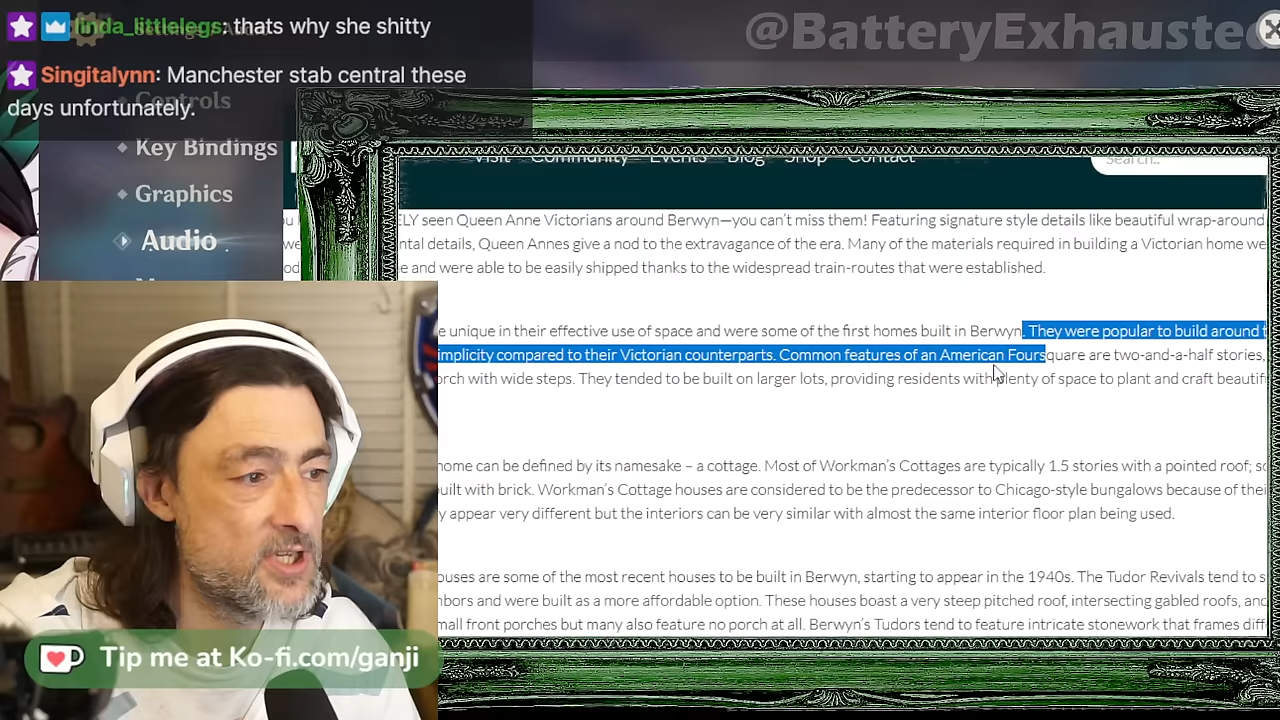 linda_littlelegs: thats why she shitty
Singitalynn: Manchester stab central these
days unfortunately.
@BatteryExhausted
Controls
Key Bindings
Graphics
Audio
Visit Community Events Blog Shop Contact
Search..
ELY seen Queen Anne Victorians around Berwyn—you can't miss them! Featuring signature style details like beautiful wrap-around
ntal details, Queen Annes give a nod to the extravagance of the era. Many of the materials required in building a Victorian home we
e and were able to be easily shipped thanks to the widespread train-routes that were established.
e unique in their effective use of space and were some of the first homes built in Berwyn. They were popular to build around t
implicity compared to their Victorian counterparts. Common features of an American Foursquare are two-and-a-half stories,
orch with wide steps. They tended to be built on larger lots, providing residents with plenty of space to plant and craft beautif
home can be defined by its namesake – a cottage. Most of Workman's Cottages are typically 1.5 stories with a pointed roof; so
built with brick. Workman's Cottage houses are considered to be the predecessor to Chicago-style bungalows because of thei
y appear very different but the interiors can be very similar with almost the same interior floor plan being used.
ouses are some of the most recent houses to be built in Berwyn, starting to appear in the 1940s. The Tudor Revivals tend to s
hbors and were built as a more affordable option. These houses boast a very steep pitched roof, intersecting gabled roofs, and
mall front porches but many also feature no porch at all. Berwyn's Tudors tend to feature intricate stonework that frames diff
Tip me at Ko-fi.com/ganji